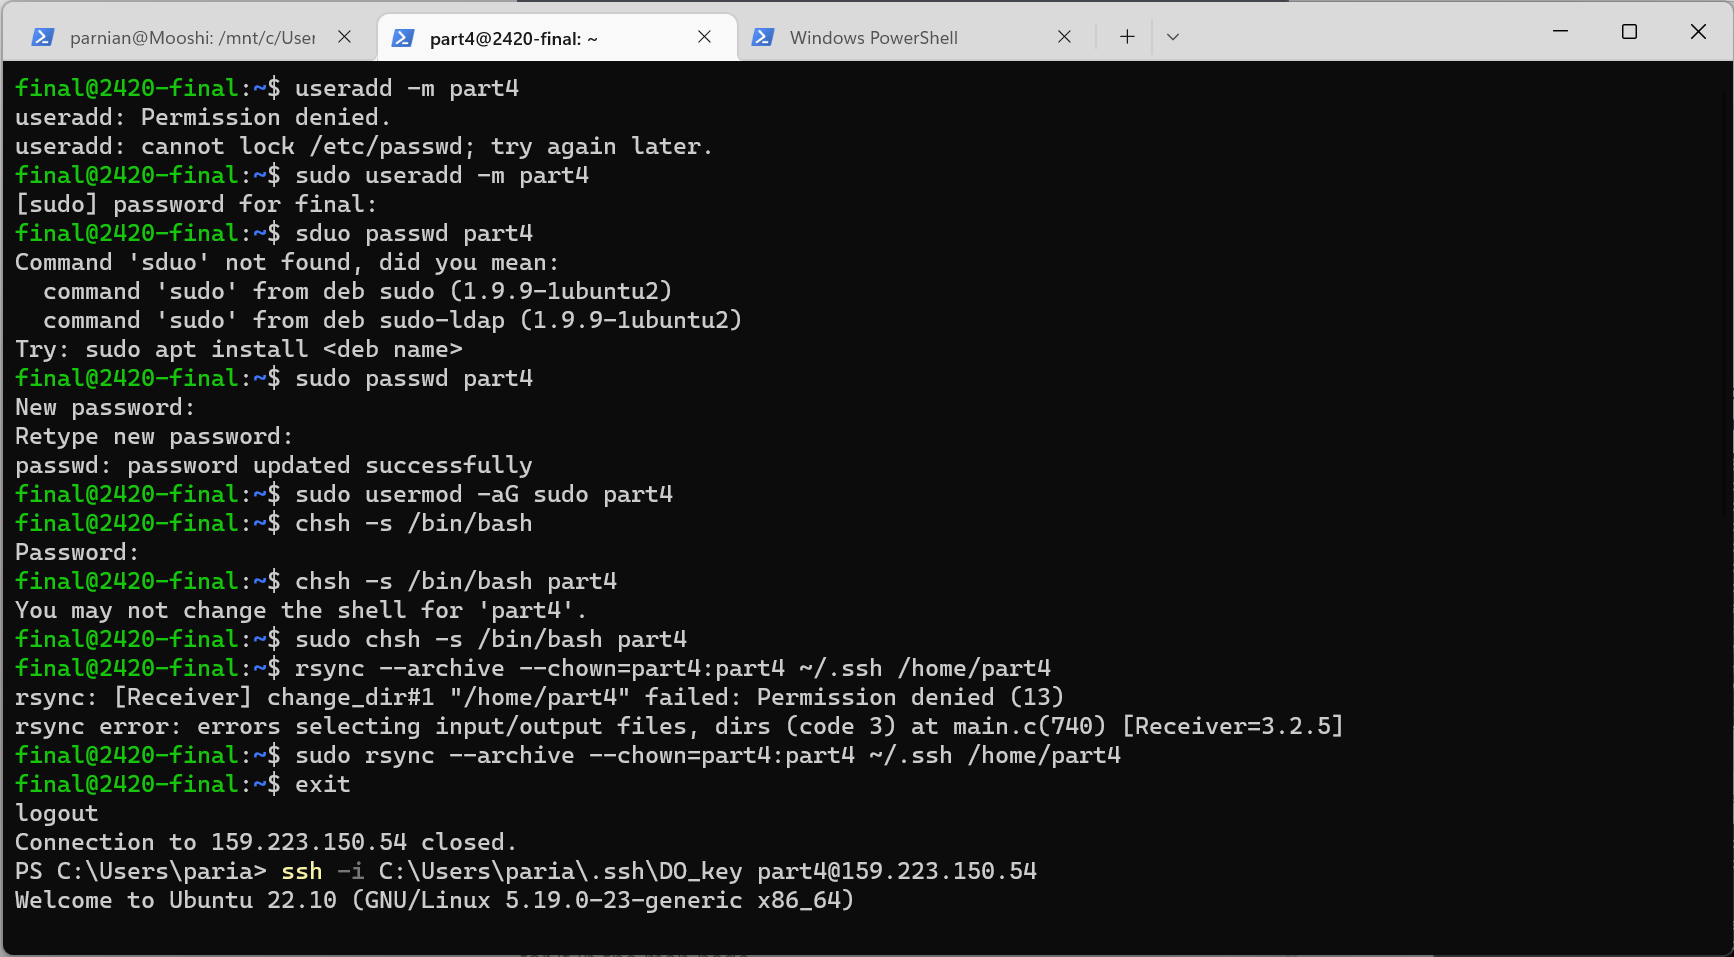 parnian@Mooshi: /mnt/c/User
part4@2420-final: ~
Windows PowerShell
final@2420-final:~$ useradd -m part4
useradd: Permission denied.
useradd: cannot lock /etc/passwd; try again later.
final@2420-final:~$ sudo useradd -m part4
[sudo] password for final:
final@2420-final:~$ sduo passwd part4
Command 'sduo' not found, did you mean:
  command 'sudo' from deb sudo (1.9.9-1ubuntu2)
  command 'sudo' from deb sudo-ldap (1.9.9-1ubuntu2)
Try: sudo apt install <deb name>
final@2420-final:~$ sudo passwd part4
New password:
Retype new password:
passwd: password updated successfully
final@2420-final:~$ sudo usermod -aG sudo part4
final@2420-final:~$ chsh -s /bin/bash
Password:
final@2420-final:~$ chsh -s /bin/bash part4
You may not change the shell for 'part4'.
final@2420-final:~$ sudo chsh -s /bin/bash part4
final@2420-final:~$ rsync --archive --chown=part4:part4 ~/.ssh /home/part4
rsync: [Receiver] change_dir#1 "/home/part4" failed: Permission denied (13)
rsync error: errors selecting input/output files, dirs (code 3) at main.c(740) [Receiver=3.2.5]
final@2420-final:~$ sudo rsync --archive --chown=part4:part4 ~/.ssh /home/part4
final@2420-final:~$ exit
logout
Connection to 159.223.150.54 closed.
PS C:\Users\paria> ssh -i C:\Users\paria\.ssh\DO_key part4@159.223.150.54
Welcome to Ubuntu 22.10 (GNU/Linux 5.19.0-23-generic x86_64)